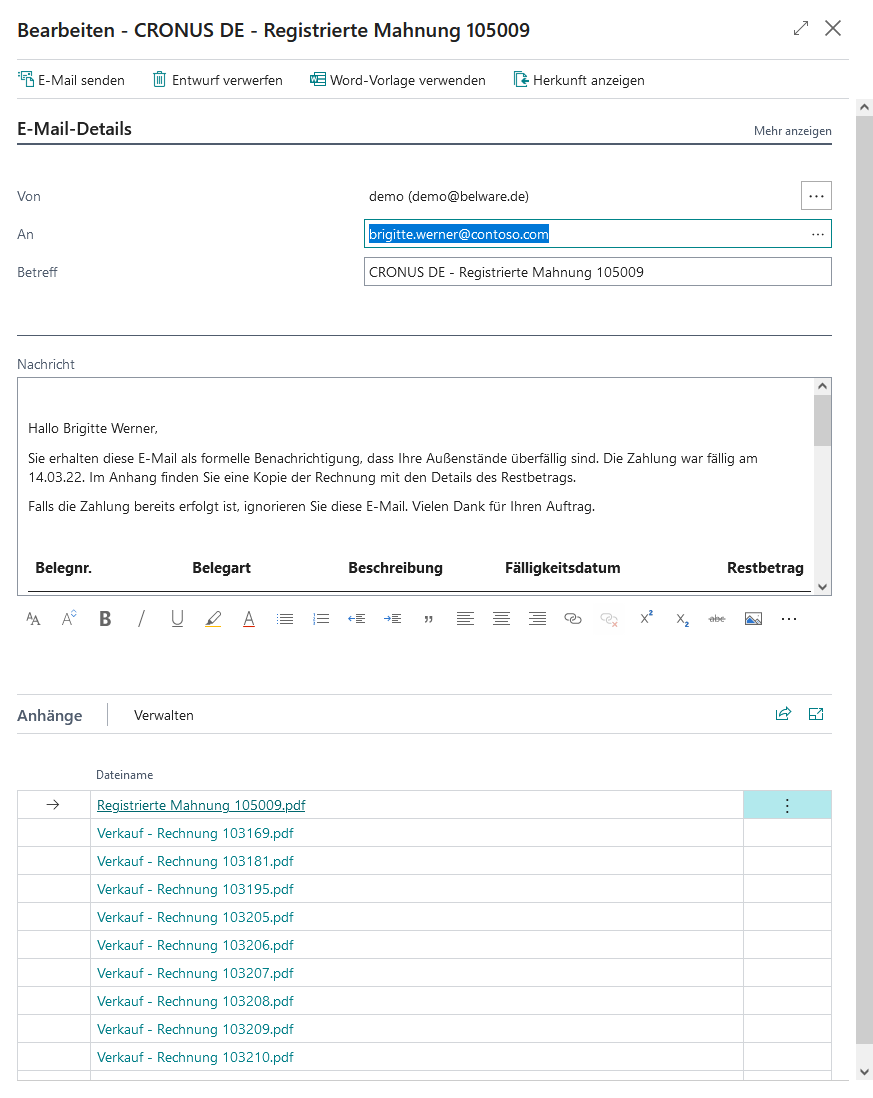 Bearbeiten - CRONUS DE - Registrierte Mahnung 105009
E-Mail senden Entwurf verwerfen Word-Vorlage verwenden Herkunft anzeigen
E-Mail-Details Mehr anzeigen
Von demo (demo@belware.de) ...
An brigitte.werner@contoso.com ...
Betreff CRONUS DE - Registrierte Mahnung 105009
Nachricht
Hallo Brigitte Werner,
Sie erhalten diese E-Mail als formelle Benachrichtigung, dass Ihre Außenstände überfällig sind. Die Zahlung war fällig am
14.03.22. Im Anhang finden Sie eine Kopie der Rechnung mit den Details des Restbetrags.
Falls die Zahlung bereits erfolgt ist, ignorieren Sie diese E-Mail. Vielen Dank für Ihren Auftrag.
Belegnr. Belegart Beschreibung Fälligkeitsdatum Restbetrag
Anhänge Verwalten
Dateiname
Registrierte Mahnung 105009.pdf
Verkauf - Rechnung 103169.pdf
Verkauf - Rechnung 103181.pdf
Verkauf - Rechnung 103195.pdf
Verkauf - Rechnung 103205.pdf
Verkauf - Rechnung 103206.pdf
Verkauf - Rechnung 103207.pdf
Verkauf - Rechnung 103208.pdf
Verkauf - Rechnung 103209.pdf
Verkauf - Rechnung 103210.pdf